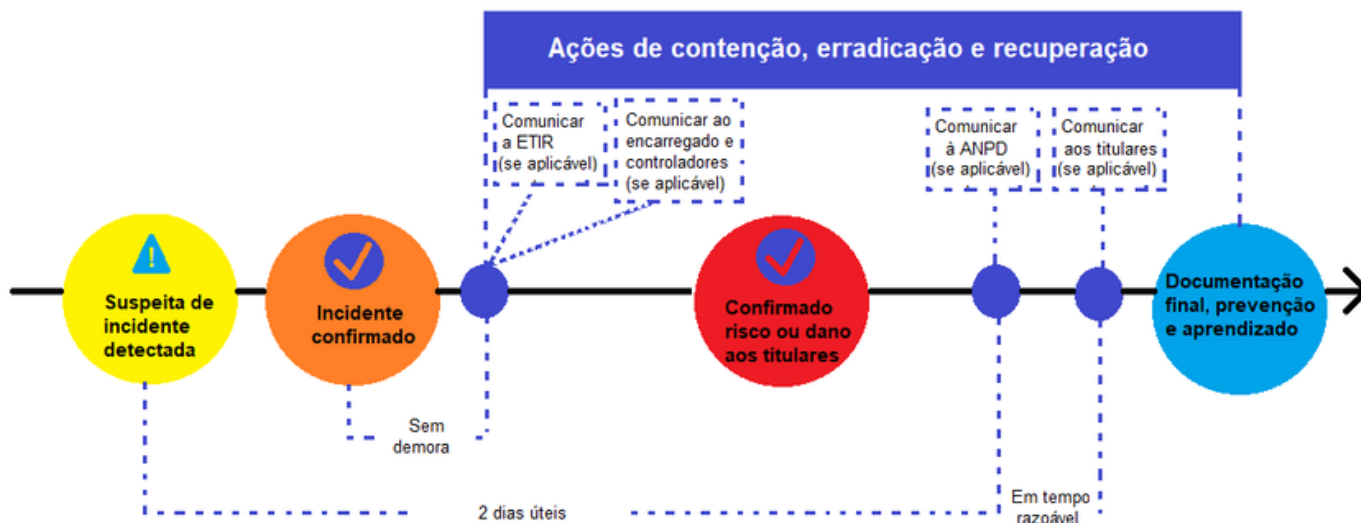 Ações de contenção, erradicação e recuperação
Comunicar
a ETIR
(se aplicável)
Comunicar ao
encarregado e
controladores
(se aplicável)
Comunicar
à ANPD
(se aplicável)
Comunicar
aos titulares
(se aplicável)
Suspeita de
incidente
detectada
Incidente
confirmado
Confirmado
risco ou dano
aos titulares
Documentação
final, prevenção
e aprendizado
Sem
demora
2 dias úteis
Em tempo
razoável